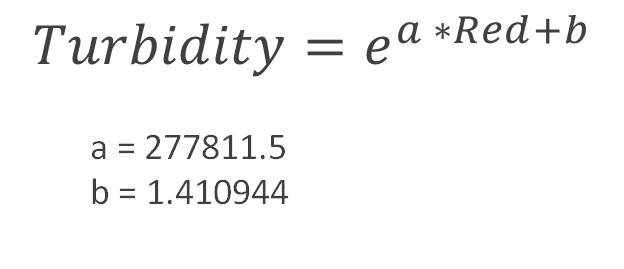 Turbidity = e^{a *Red+b}
a = 277811.5
b = 1.410944